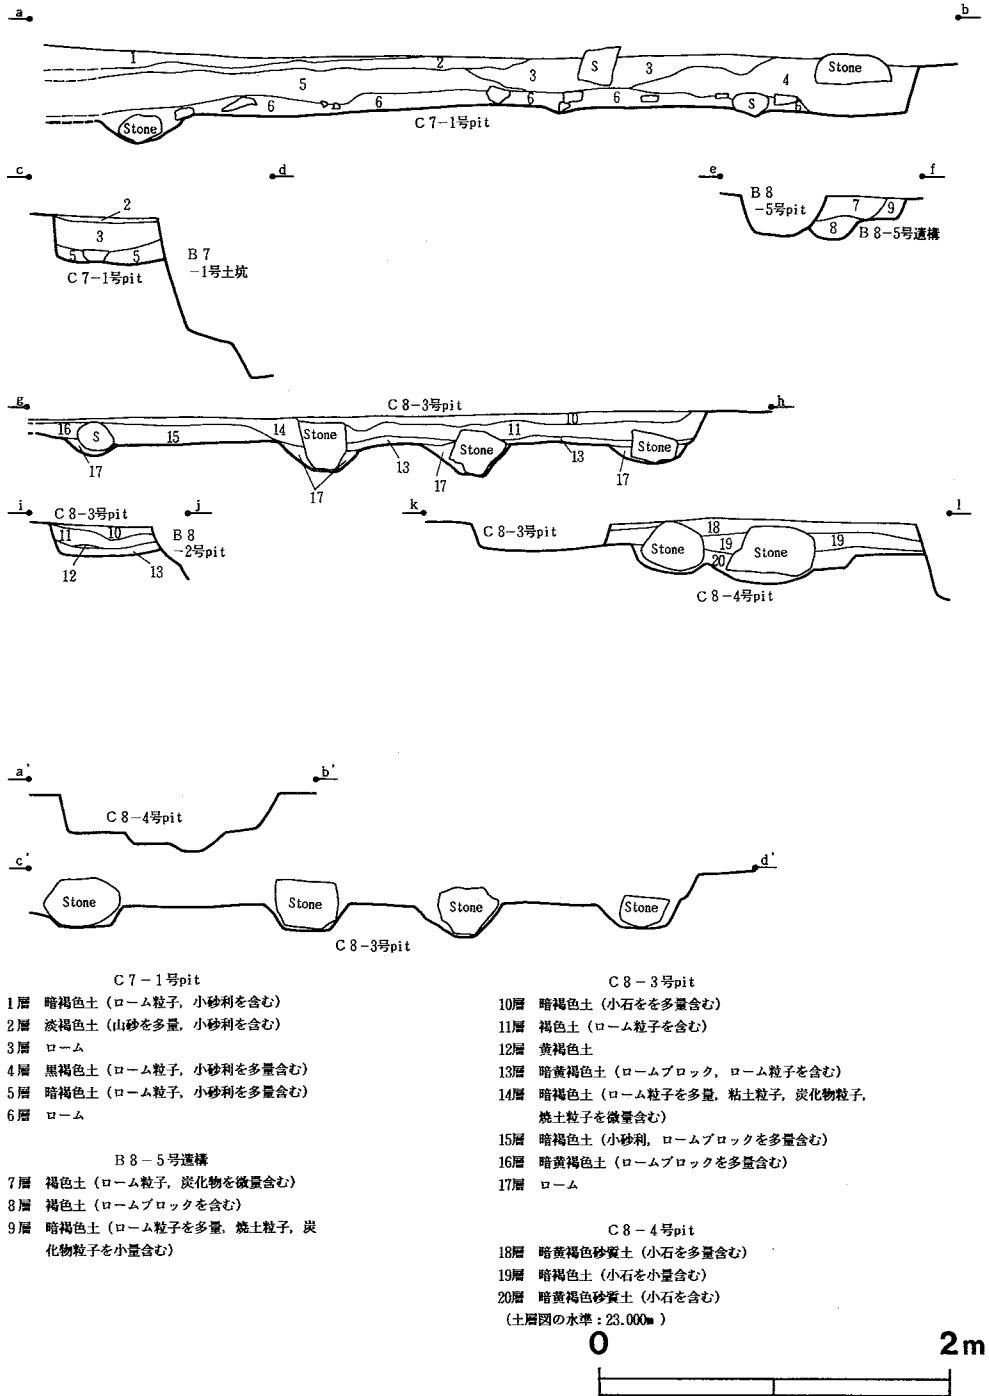 a b
1 2 3 S 3 4 Stone
5 6 6 6 S 6
Stone C7-1号pit
c d e f
2
3
5 5
C7-1号pit
B7
-1号土坑
B8
-5号pit
7 9
8 B8-5号遺構
g C8-3号pit h
16 S 15 14 Stone 11 10 Stone 13 Stone
17 17 13 17 17
i C8-3号pit j k C8-3号pit l
11 10
12 13
B8
-2号pit
18
Stone 19 Stone 19
20
C8-4号pit
a' b'
C8-4号pit
c' d'
Stone Stone Stone Stone
C8-3号pit
C7-1号pit
1層 暗褐色土(ローム粒子,小砂利を含む)
2層 淡褐色土(山砂を多量,小砂利を含む)
3層 ローム
4層 黒褐色土(ローム粒子,小砂利を多量含む)
5層 暗褐色土(ローム粒子,小砂利を多量含む)
6層 ローム
B8-5号遺構
7層 褐色土(ローム粒子,炭化物を微量含む)
8層 褐色土(ロームブロックを含む)
9層 暗褐色土(ローム粒子を多量,焼土粒子,炭
化物粒子を小量含む)
C8-3号pit
10層 暗褐色土(小石をを多量含む)
11層 褐色土(ローム粒子を含む)
12層 黄褐色土
13層 暗黄褐色土(ロームブロック,ローム粒子を含む)
14層 暗褐色土(ローム粒子を多量,粘土粒子,炭化物粒子,
焼土粒子を微量含む)
15層 暗褐色土(小砂利,ロームブロックを多量含む)
16層 暗黄褐色土(ロームブロックを多量含む)
17層 ローム
C8-4号pit
18層 暗黄褐色砂質土(小石を多量含む)
19層 暗褐色土(小石を小量含む)
20層 暗黄褐色砂質土(小石を含む)
(土層図の水準:23.000m)
0 2m